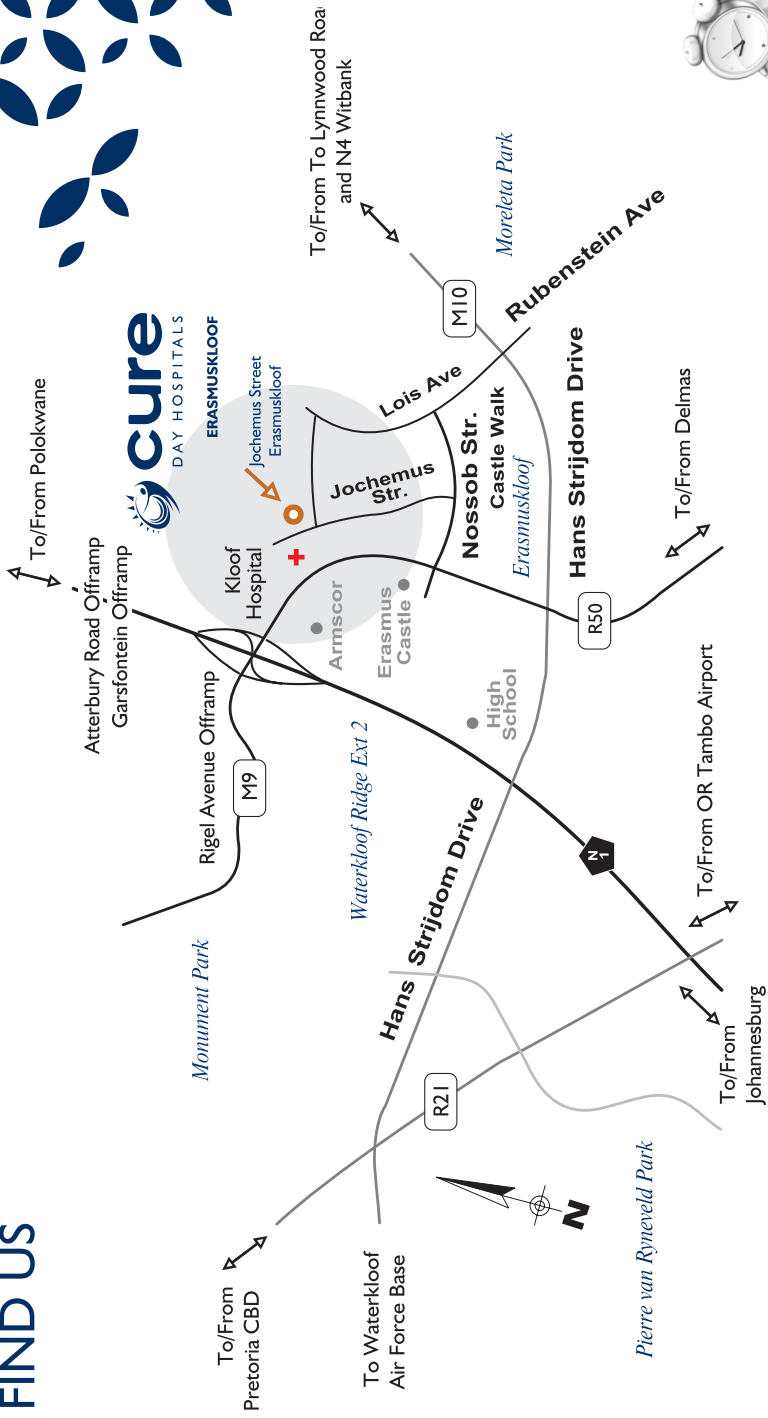 FIND US
To/From Polokwane
Atterbury Road Offramp
Garsfontein Offramp
cure
DAY HOSPITALS
ERASMUSKLOOF
Jochemus Street
Erasmuskloof
To/From To Lynnwood Roa
and N4 Witbank
Monument Park
Rigel Avenue Offramp
M9
Kloof
Hospital
Jochemus
Str.
Lois Ave
M10
Moreleta Park
Rubenstein Ave
Armscor
Erasmus
Castle
Nossob Str.
Castle Walk
Erasmuskloof
Waterkloof Ridge Ext 2
High
School
Hans Strijdom Drive
Hans Strijdom Drive
To/From
Pretoria CBD
To Waterkloof
Air Force Base
R21
N
N
1
R50
To/From Delmas
Pierre van Ryneveld Park
To/From
Johannesburg
To/From OR Tambo Airport